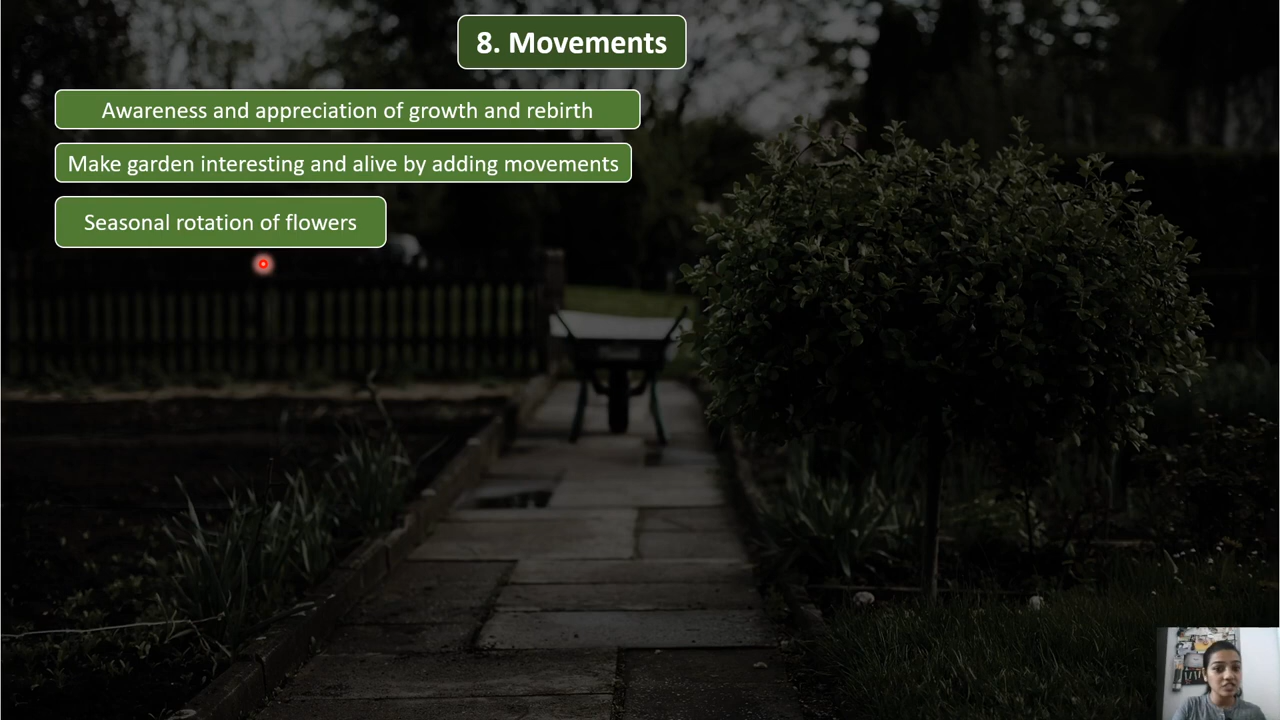 8. Movements
Awareness and appreciation of growth and rebirth
Make garden interesting and alive by adding movements
Seasonal rotation of flowers